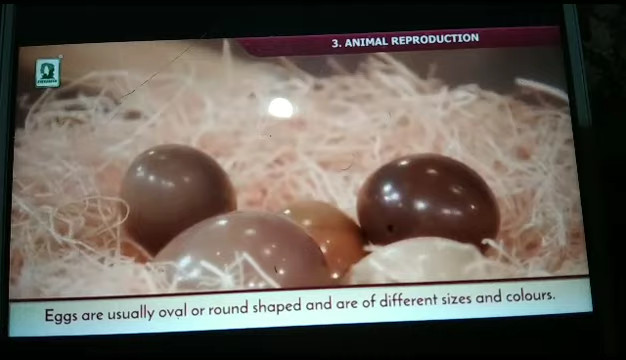 3. ANIMAL REPRODUCTION
Eggs are usually oval or round shaped and are of different sizes and colours.